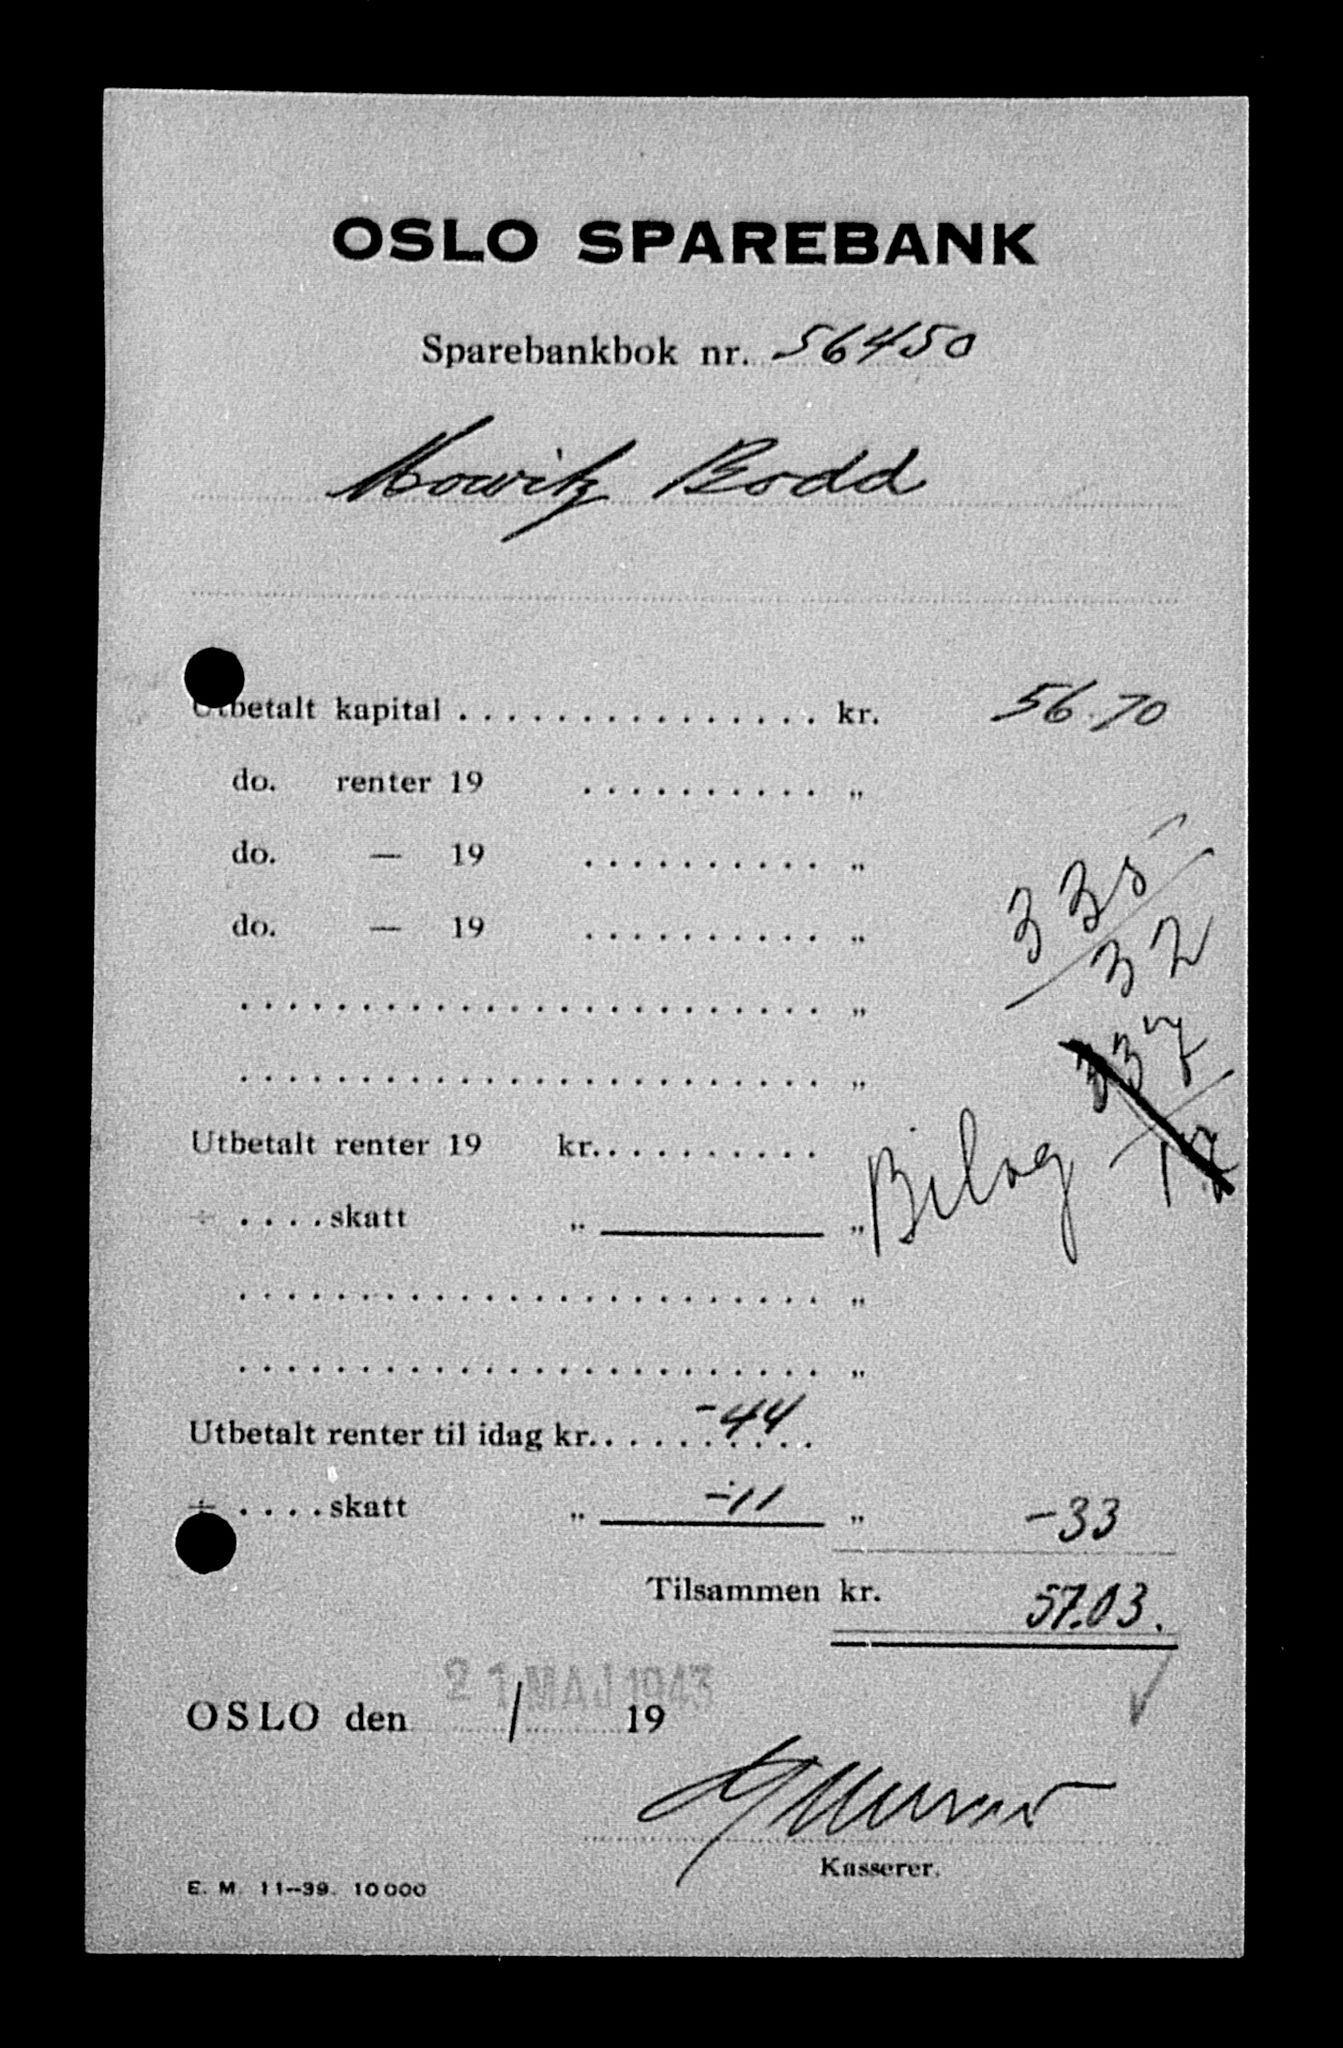 OSLO SPAREBANK
Sparebankbok nr. 56450
Mowitz Bodd
Utbetalt kapital . . . . . . . . . . . . . . . kr. 56.70
do. renter 19 . . . . . . . . . . "
do. — 19 . . . . . . . . . . "
do. — 19 . . . . . . . . . . "
335
32
. . . . . . . . . . . . . . . . . . . . . . . . "
337
. . . . . . . . . . . . . . . . . . . . . . . . "
Utbetalt renter 19 kr. . . . . . . . . .
Bilag
÷ . . . . skatt " "
. . . . . . . . . . . . . . . . . . . . . . . . "
. . . . . . . . . . . . . . . . . . . . . . . . "
Utbetalt renter til idag kr. -44
÷ . . . . skatt " -11 " -33
Tilsammen kr. 57.03.
21 MAJ 1943
OSLO den / 19
Kasserer.
E. M. 11-39. 10000